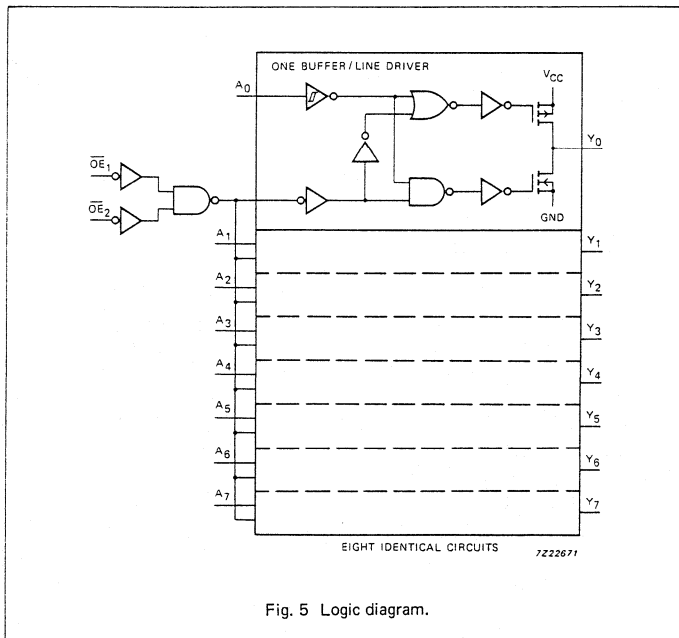 ONE BUFFER/LINE DRIVER
A0
VCC
Y0
OE1
OE2
GND
A1
Y1
A2
Y2
A3
Y3
A4
Y4
A5
Y5
A6
Y6
A7
Y7
EIGHT IDENTICAL CIRCUITS
7Z22671
Fig. 5 Logic diagram.